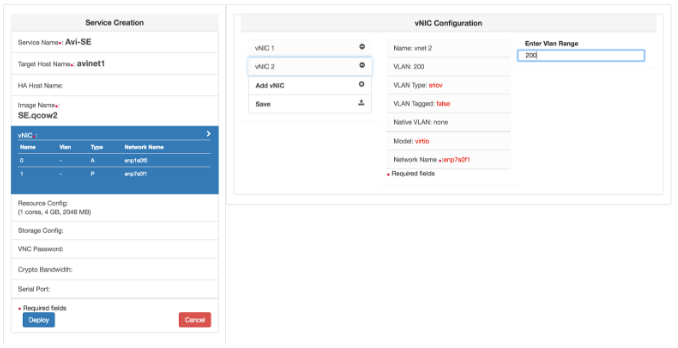 Service Creation
Service Name*: Avi-SE
Target Host Name*: avinet1
HA Host Name:
Image Name*:
SE.qcow2
vNIC*:
Name Vlan Type Network Name
0 - A enp1s0f0
1 - P enp7s0f1
Resource Config:
(1 cores, 4 GB, 2048 MB)
Storage Config:
VNC Password:
Crypto Bandwidth:
Serial Port:
* Required fields
Deploy Cancel
vNIC Configuration
vNIC 1
vNIC 2
Add vNIC
Save
Name: vnet 2
VLAN: 200
VLAN Type: sriov
VLAN Tagged: false
Native VLAN: none
Model: virtio
Network Name *:enp7s0f1
* Required fields
Enter Vlan Range
200